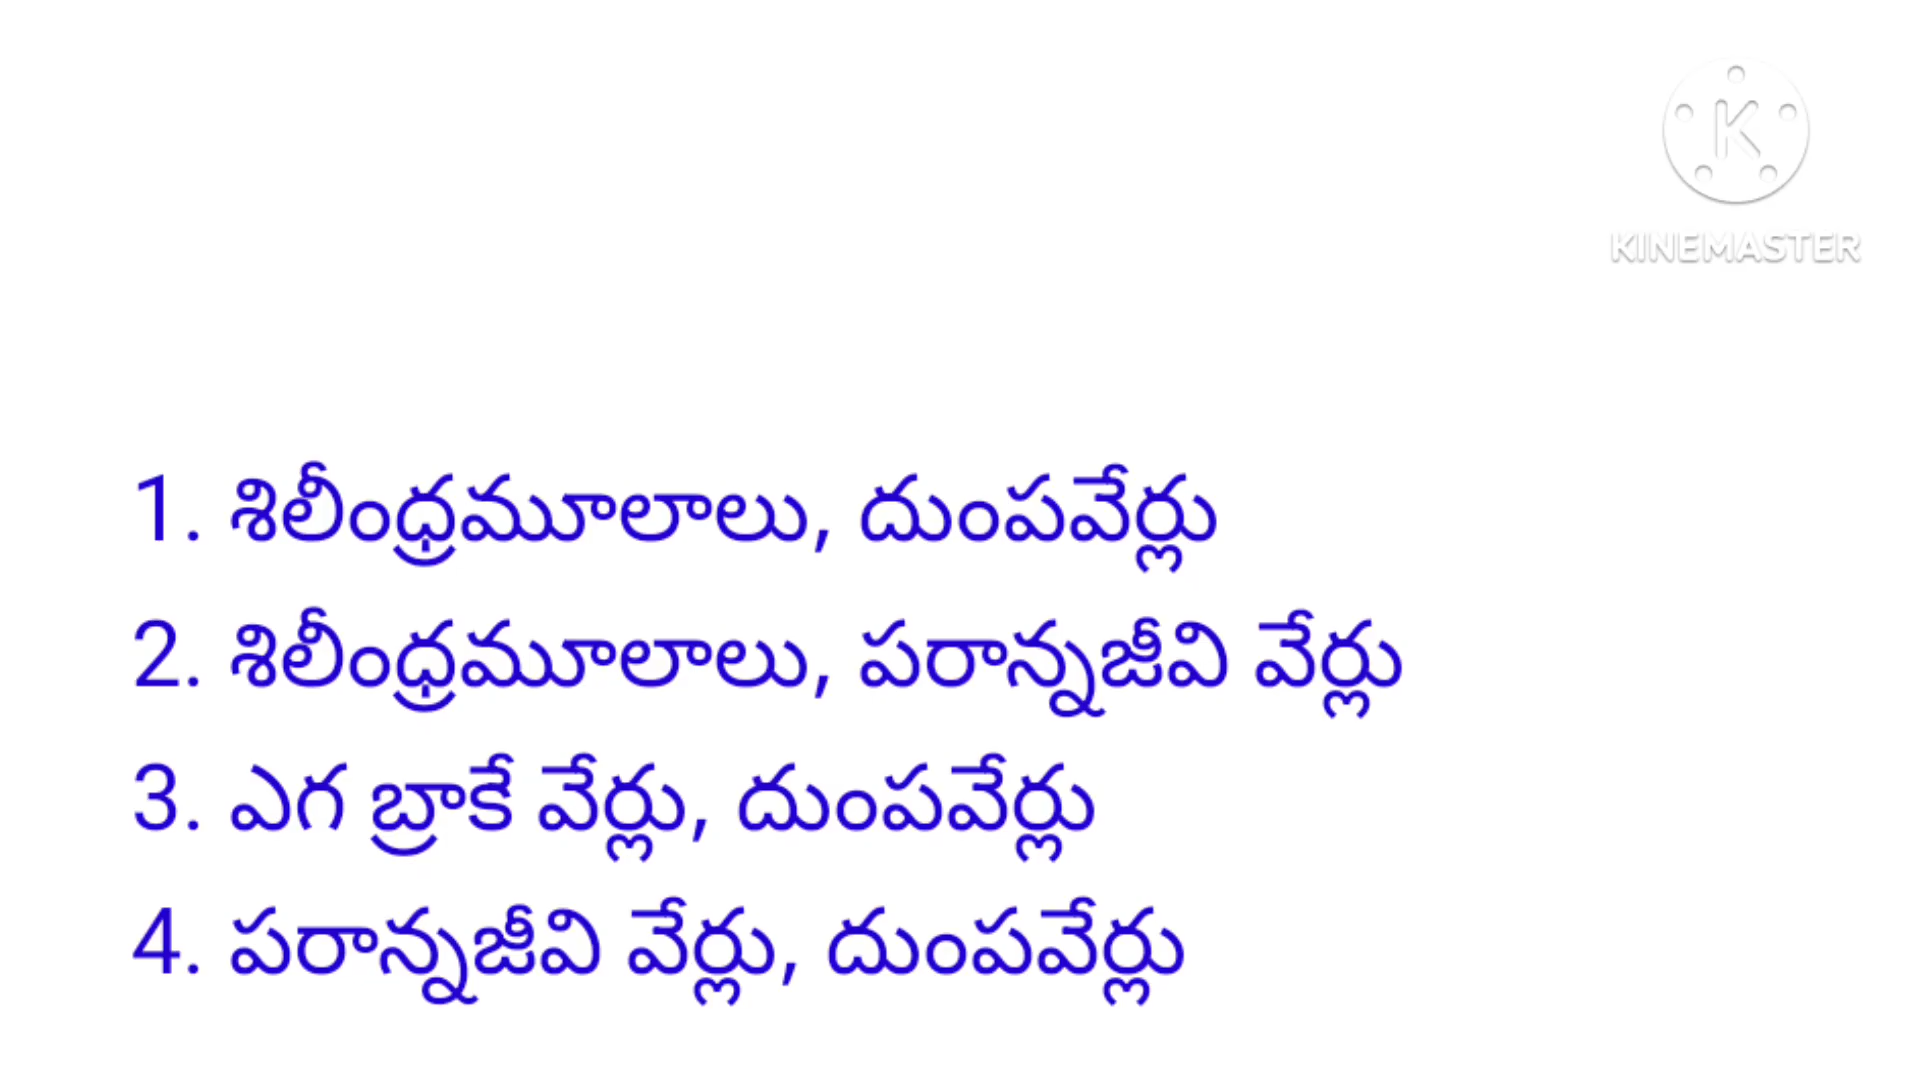 K
KINEMASTER
1. శిలీంధ్రమూలాలు, దుంపవేర్లు
2. శిలీంధ్రమూలాలు, పరాన్నజీవి వేర్లు
3. ఎగ బ్రాకే వేర్లు, దుంపవేర్లు
4. పరాన్నజీవి వేర్లు, దుంపవేర్లు